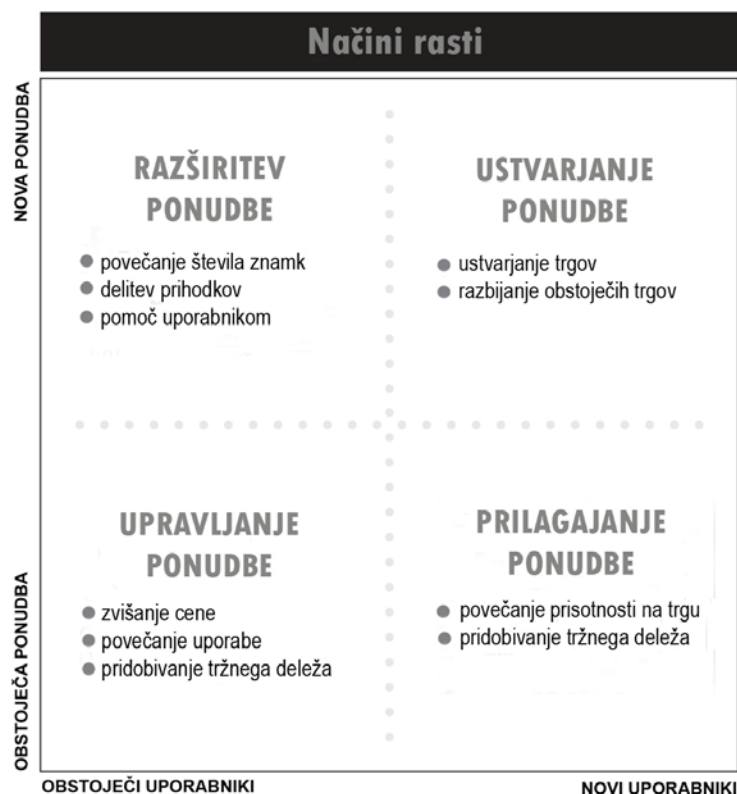 Načini rasti
NOVA PONUDBA
RAZŠIRITEV
PONUDBE
povečanje števila znamk
delitev prihodkov
pomoč uporabnikom
USTVARJANJE
PONUDBE
ustvarjanje trgov
razbijanje obstoječih trgov
OBSTOJEČA PONUDBA
UPRAVLJANJE
PONUDBE
zvišanje cene
povečanje uporabe
pridobivanje tržnega deleža
PRILAGAJANJE
PONUDBE
povečanje prisotnosti na trgu
pridobivanje tržnega deleža
OBSTOJEČI UPORABNIKI
NOVI UPORABNIKI